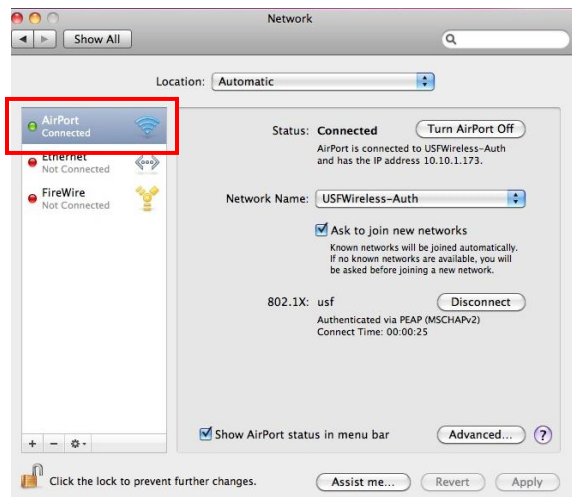 Network
Show All
Location: Automatic
AirPort
Connected
Ethernet
Not Connected
FireWire
Not Connected
Status: Connected Turn AirPort Off
AirPort is connected to USFWireless-Auth
and has the IP address 10.10.1.173.
Network Name: USFWireless-Auth
Ask to join new networks
Known networks will be joined automatically.
If no known networks are available, you will
be asked before joining a new network.
802.1X: usf Disconnect
Authenticated via PEAP (MSCHAPv2)
Connect Time: 00:00:25
Show AirPort status in menu bar Advanced... ?
Click the lock to prevent further changes. Assist me... Revert Apply